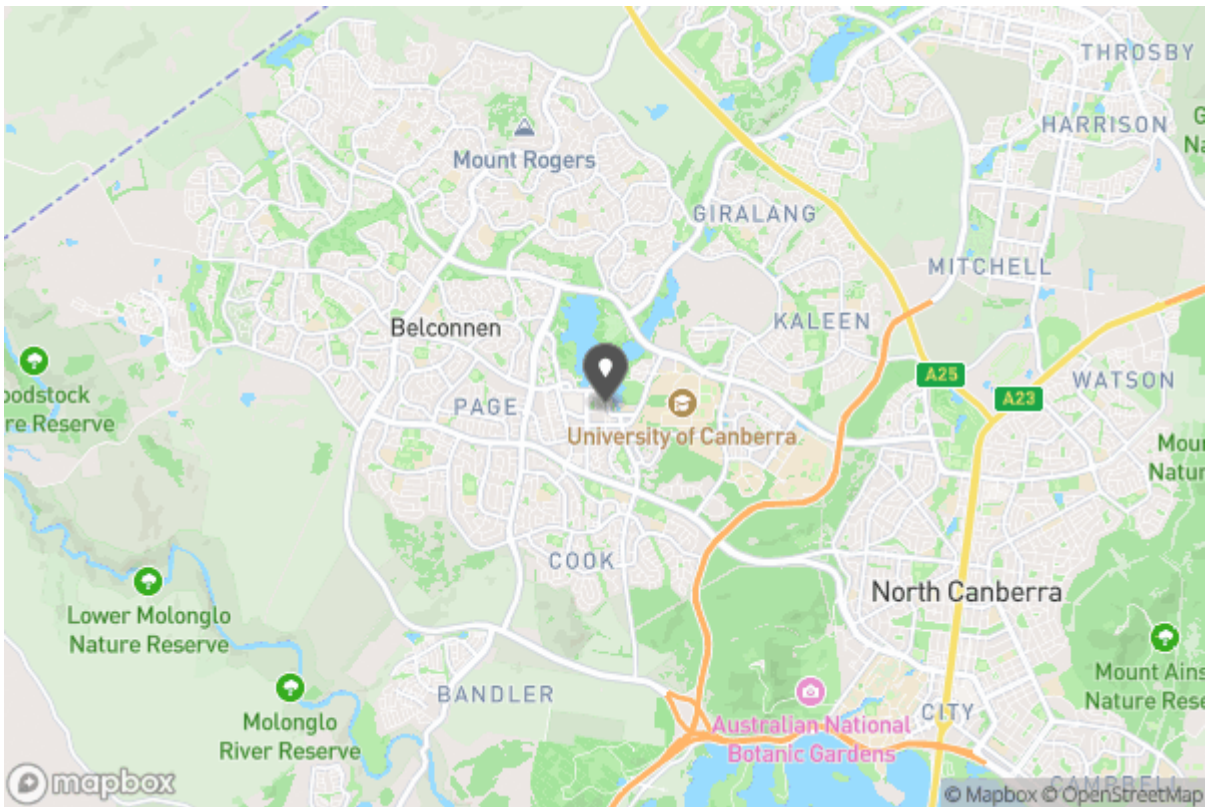 THROSBY
HARRISON
Mount Rogers
GIRALANG
MITCHELL
Belconnen
KALEEN
A25
A23
WATSON
oodstock
re Reserve
PAGE
University of Canberra
Moun
Natur
COOK
North Canberra
Lower Molonglo
Nature Reserve
Mount Ains
Nature Rese
BANDLER
Molonglo
River Reserve
Australian National
Botanic Gardens
CITY
CAMPBELL
mapbox
© Mapbox © OpenStreetMap